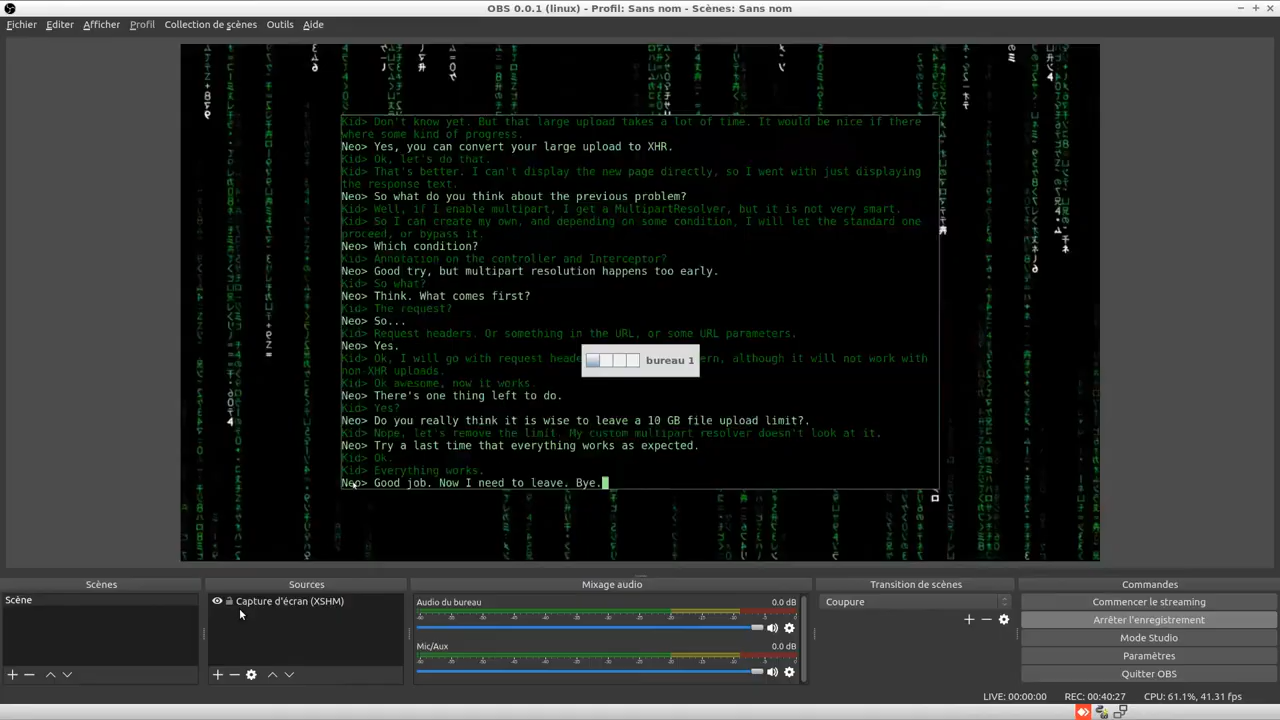 OBS 0.0.1 (linux) - Profil: Sans nom - Scènes: Sans nom
Fichier Editer Afficher Profil Collection de scènes Outils Aide
Kid> Don't know yet. But that large upload takes a lot of time. It would be nice if there
where some kind of progress.
Neo> Yes, you can convert your large upload to XHR.
Kid> Ok, let's do that.
Kid> That's better. I can't display the new page directly, so I went with just displaying
the response text.
Neo> So what do you think about the previous problem?
Kid> Well, if I enable multipart, I get a MultipartResolver, but it is not very smart.
Kid> So I can create my own, and depending on some condition, I will let the standard one
proceed, or bypass it.
Neo> Which condition?
Kid> Annotation on the controller and Interceptor?
Neo> Good try, but multipart resolution happens too early.
Kid> So what?
Neo> Think. What comes first?
Kid> The request?
Neo> So...
Kid> Request headers. Or something in the URL, or some URL parameters.
Neo> Yes.
Kid> Ok, I will go with request heade
ern, although it will not work with
non-XHR uploads.
bureau 1
Kid> Ok awesome, now it works.
Neo> There's one thing left to do.
Kid> Yes?
Neo> Do you really think it is wise to leave a 10 GB file upload limit?.
Kid> Nope, let's remove the limit. My custom multipart resolver doesn't look at it.
Neo> Try a last time that everything works as expected.
Kid> Ok.
Kid> Everything works.
Neo> Good job. Now I need to leave. Bye.
Scènes
Scène
Sources
Capture d'écran (XSHM)
Mixage audio
Audio du bureau 0.0 dB
Mic/Aux 0.0 dB
Transition de scènes
Coupure
Commandes
Commencer le streaming
Arrêter l'enregistrement
Mode Studio
Paramètres
Quitter OBS
LIVE: 00:00:00 REC: 00:40:27 CPU: 61.1%, 41.31 fps